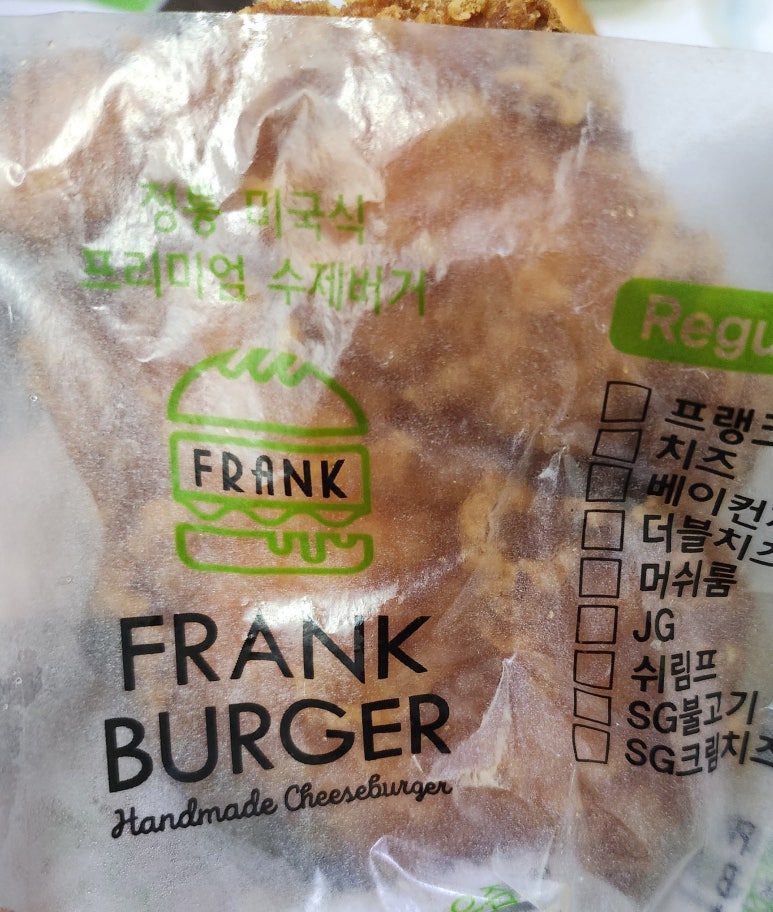 정통 미국식
프리미엄 수제버거
FRANK
FRANK
BURGER
Handmade Cheeseburger
Regu
프랭크
치즈
베이컨
더블치즈
머쉬룸
JG
쉬림프
SG불고기
SG크림치즈